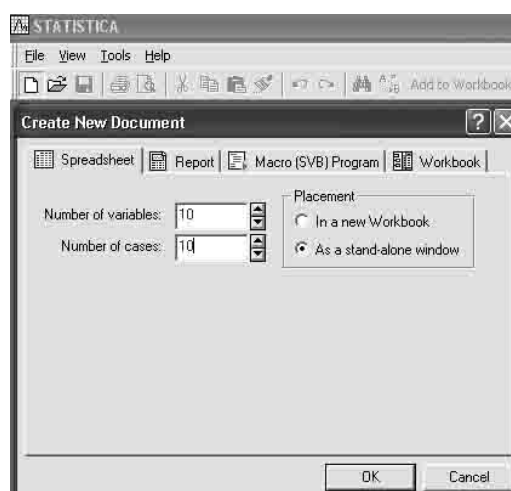 STATISTICA
File View Tools Help
Add to Workbook
Create New Document
Spreadsheet Report Macro (SVB) Program Workbook
Placement
Number of variables: 10
In a new Workbook
Number of cases: 10
As a stand-alone window
OK Cancel